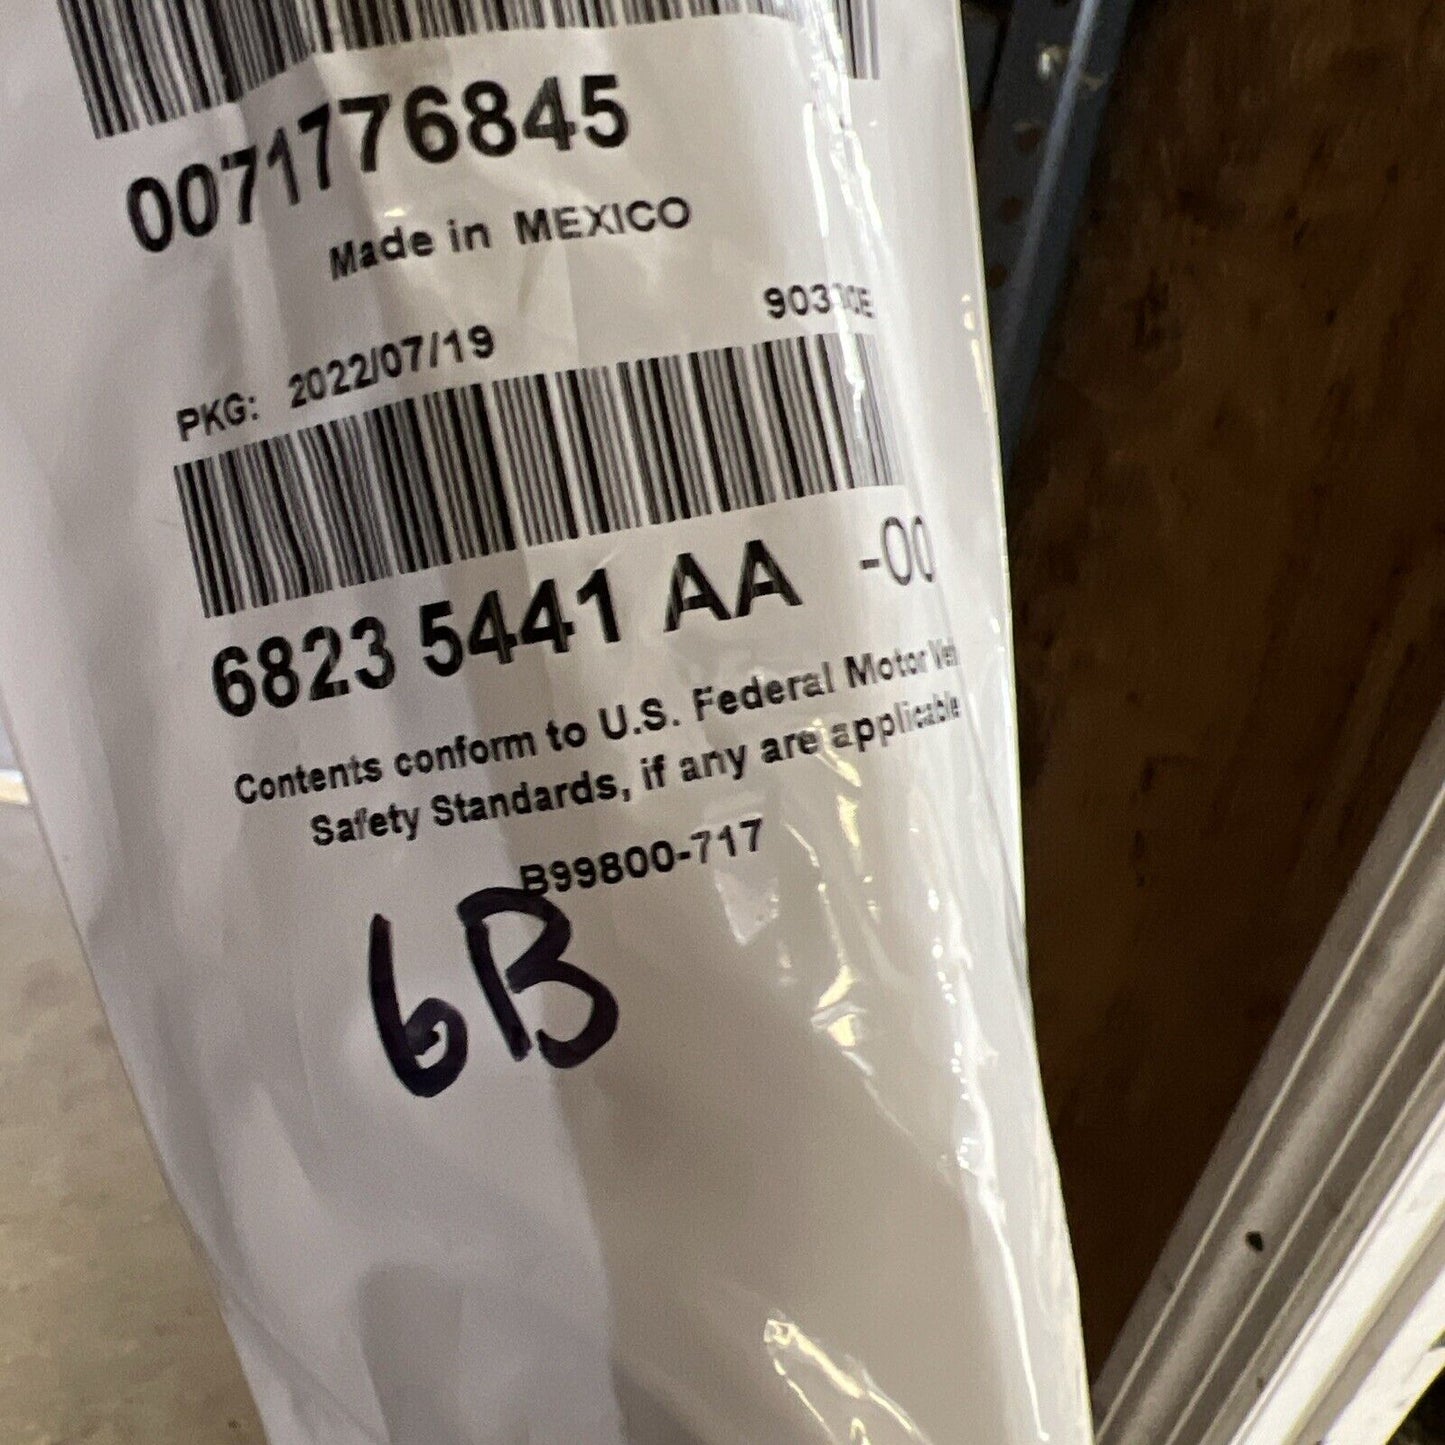 0071776845
Made in MEXICO
PKG: 2022/07/19
6823 5441 AA -00
Contents conform to U.S. Federal Motor
Safety Standards, if any are applicable
B99800-717
6B